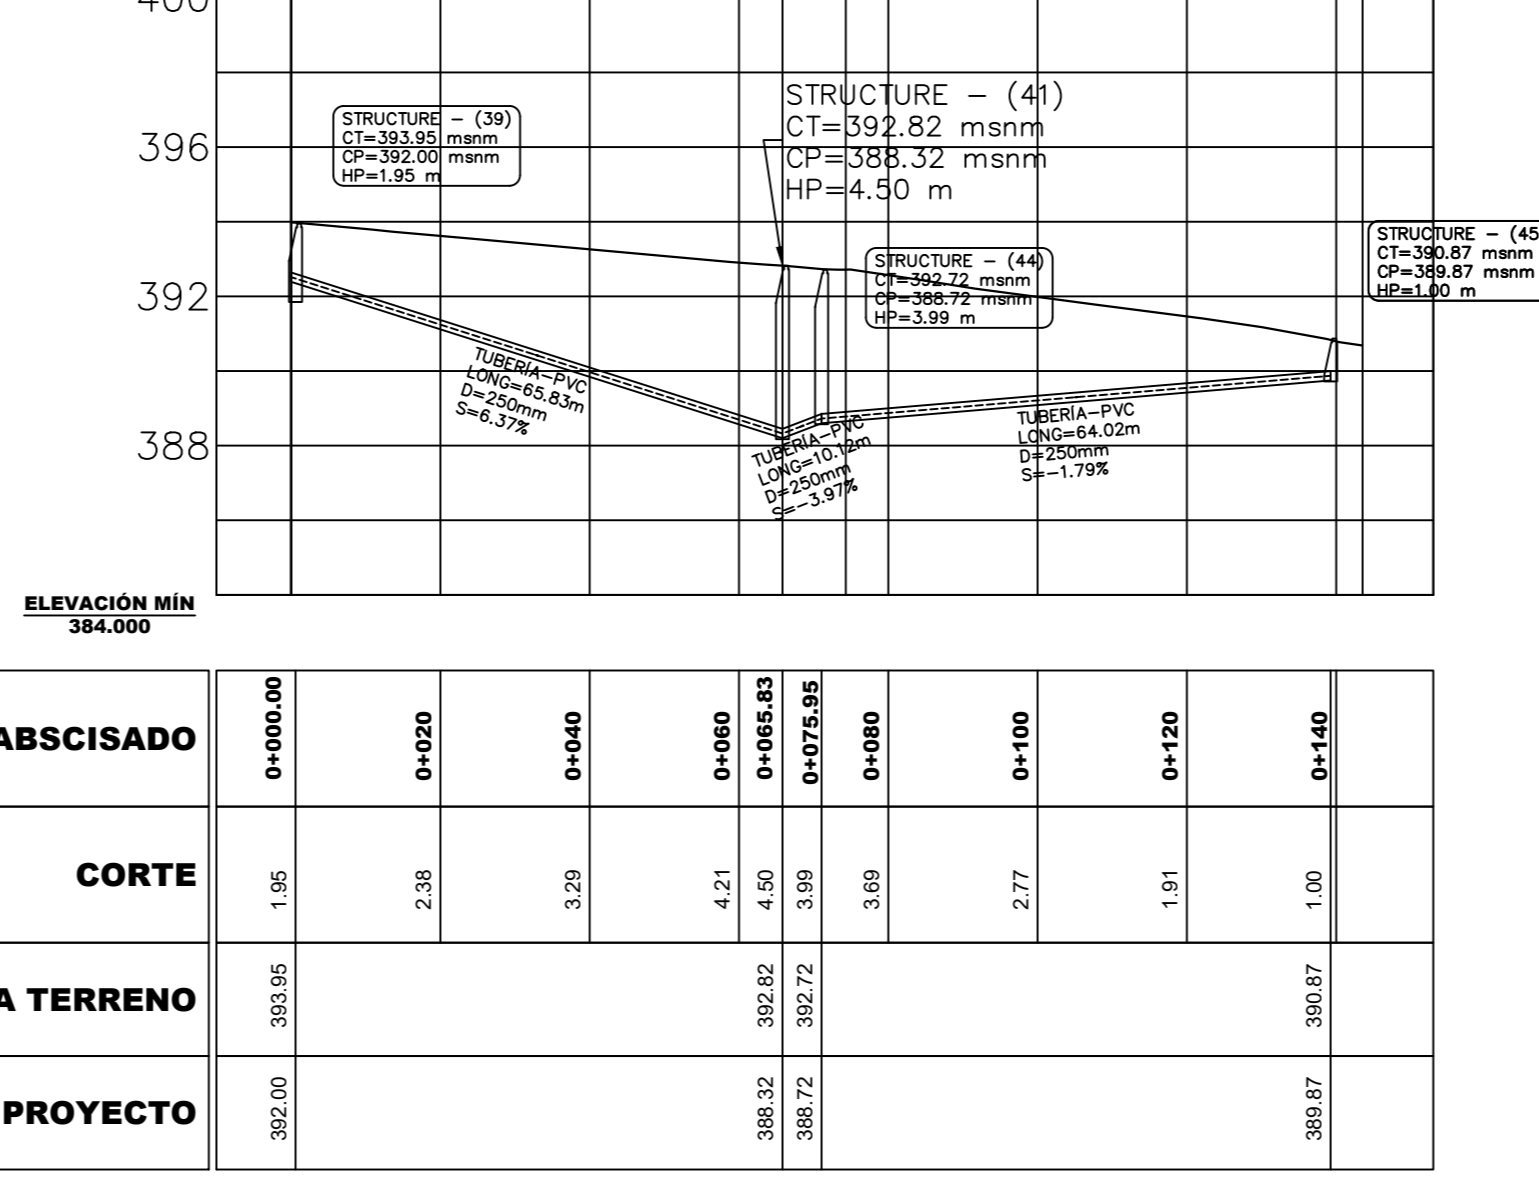 400
STRUCTURE - (41)
CT=392.82 msnm
CP=388.32 msnm
HP=4.50 m
STRUCTURE - (39)
CT=393.95 msnm
CP=392.00 msnm
HP=1.95 m
396
STRUCTURE - (45
CT=390.87 msnm
CP=389.87 msnm
HP=1.00 m
STRUCTURE - (44)
CT=392.72 msnm
CP=388.72 msnm
HP=3.99 m
392
TUBERÍA-PVC
LONG=65.83m
D=250mm
S=6.37%
TUBERÍA-PVC
LONG=10.12m
D=250mm
S=-3.97%
TUBERÍA-PVC
LONG=64.02m
D=250mm
S=-1.79%
388
ELEVACIÓN MÍN
384.000
ABSCISADO 0+000.00 0+020 0+040 0+060 0+065.83 0+075.95 0+080 0+100 0+120 0+140
CORTE 1.95 2.38 3.29 4.21 4.50 3.99 3.69 2.77 1.91 1.00
A TERRENO 393.95 392.82 392.72 390.87
PROYECTO 392.00 388.32 388.72 389.87